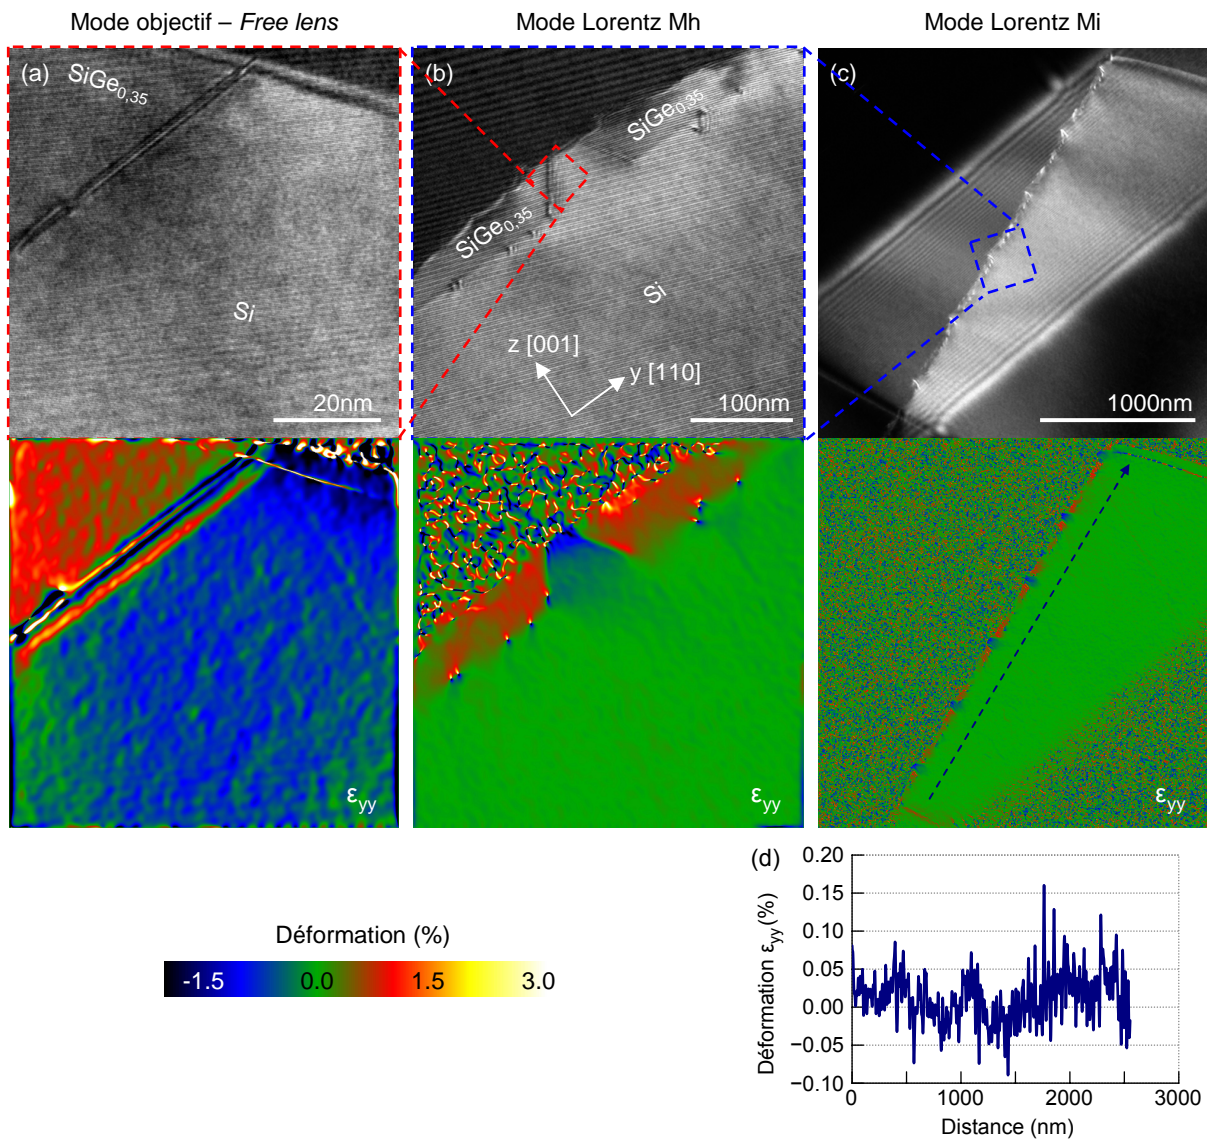 Mode objectif – Free lens
Mode Lorentz Mh
Mode Lorentz Mi
(a)
SiGe0,35
Si
20nm
(b)
SiGe0,35
SiGe0,35
Si
z [001]
y [110]
100nm
(c)
1000nm
εyy
εyy
εyy
Déformation (%)
-1.5
0.0
1.5
3.0
(d)
Déformation εyy(%)
0.20
0.15
0.10
0.05
0.00
−0.05
−0.10
0
1000
2000
3000
Distance (nm)